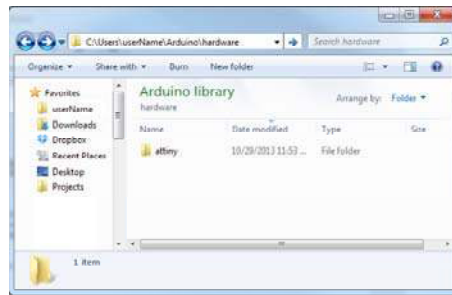 C:\Users\userName\Arduino\hardware
Search hardware
Organize
Share with
Burn
New folder
Favorites
userName
Downloads
Dropbox
Recent Places
Desktop
Projects
Arduino library
hardware
Arrange by: Folder
Name
Date modified
Type
Size
attiny
10/29/2013 11:53 ...
File folder
1 item